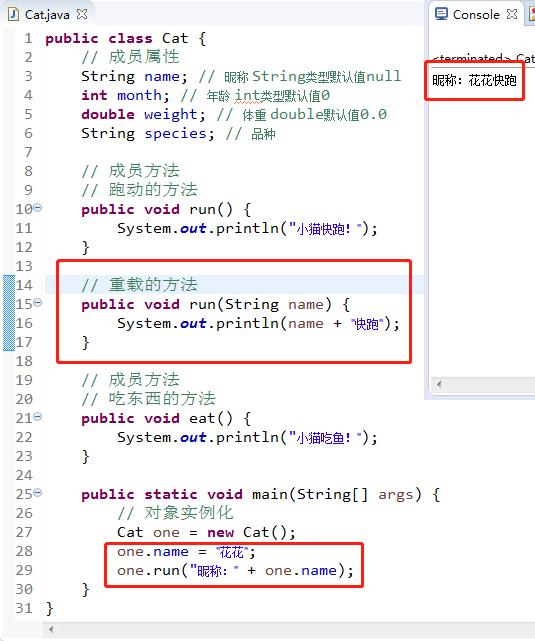 Cat.java
1 public class Cat {
2 // 成员属性
3 String name; // 昵称 String类型默认值null
4 int month; // 年龄 int类型默认值0
5 double weight; // 体重 double默认值0.0
6 String species; // 品种
7
8 // 成员方法
9 // 跑动的方法
10 public void run() {
11 System.out.println("小猫快跑！");
12 }
13
14 // 重载的方法
15 public void run(String name) {
16 System.out.println(name + "快跑");
17 }
18
19 // 成员方法
20 // 吃东西的方法
21 public void eat() {
22 System.out.println("小猫吃鱼！");
23 }
24
25 public static void main(String[] args) {
26 // 对象实例化
27 Cat one = new Cat();
28 one.name = "花花";
29 one.run("昵称：" + one.name);
30 }
31 }
Console
<terminated> Cat
昵称：花花快跑